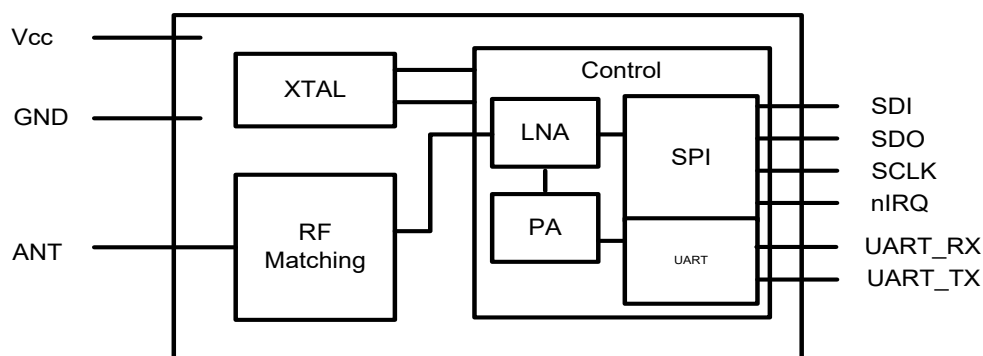 Vcc
GND
ANT
XTAL
RF
Matching
Control
LNA
PA
SPI
UART
SDI
SDO
SCLK
nIRQ
UART_RX
UART_TX